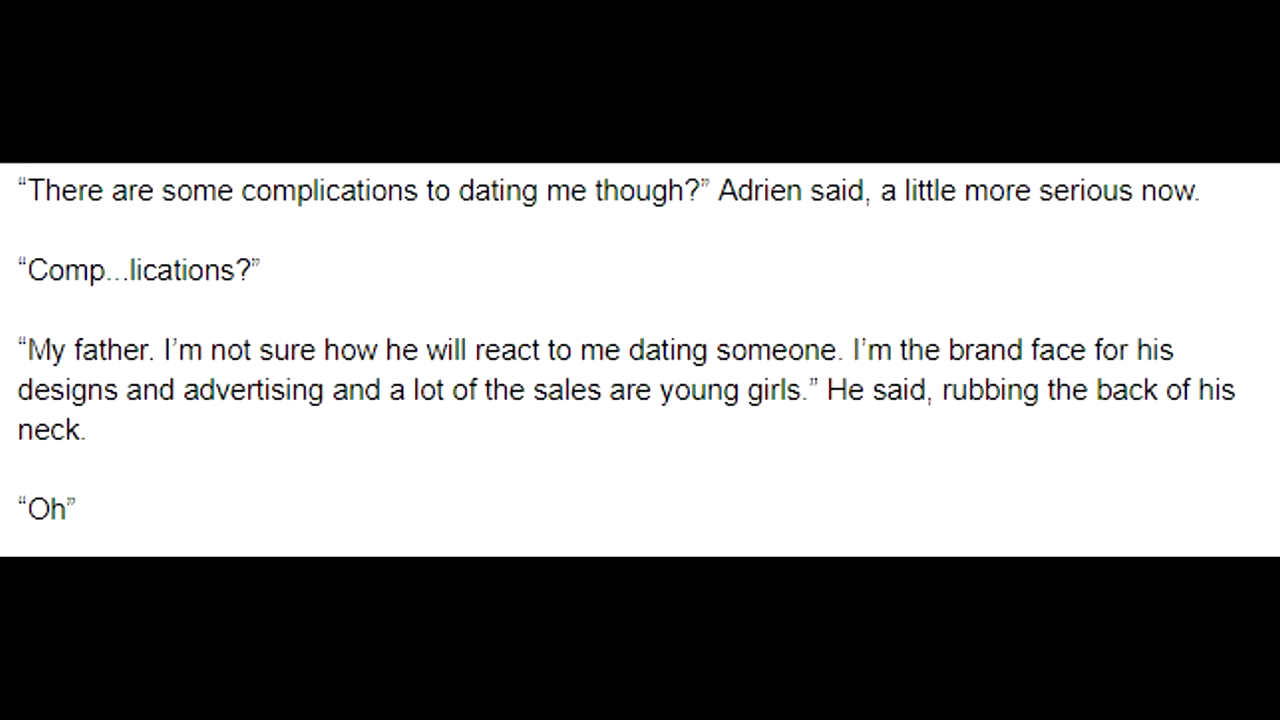 “There are some complications to dating me though?” Adrien said, a little more serious now.
“Comp...lications?”
“My father. I’m not sure how he will react to me dating someone. I’m the brand face for his
designs and advertising and a lot of the sales are young girls.” He said, rubbing the back of his
neck.
“Oh”